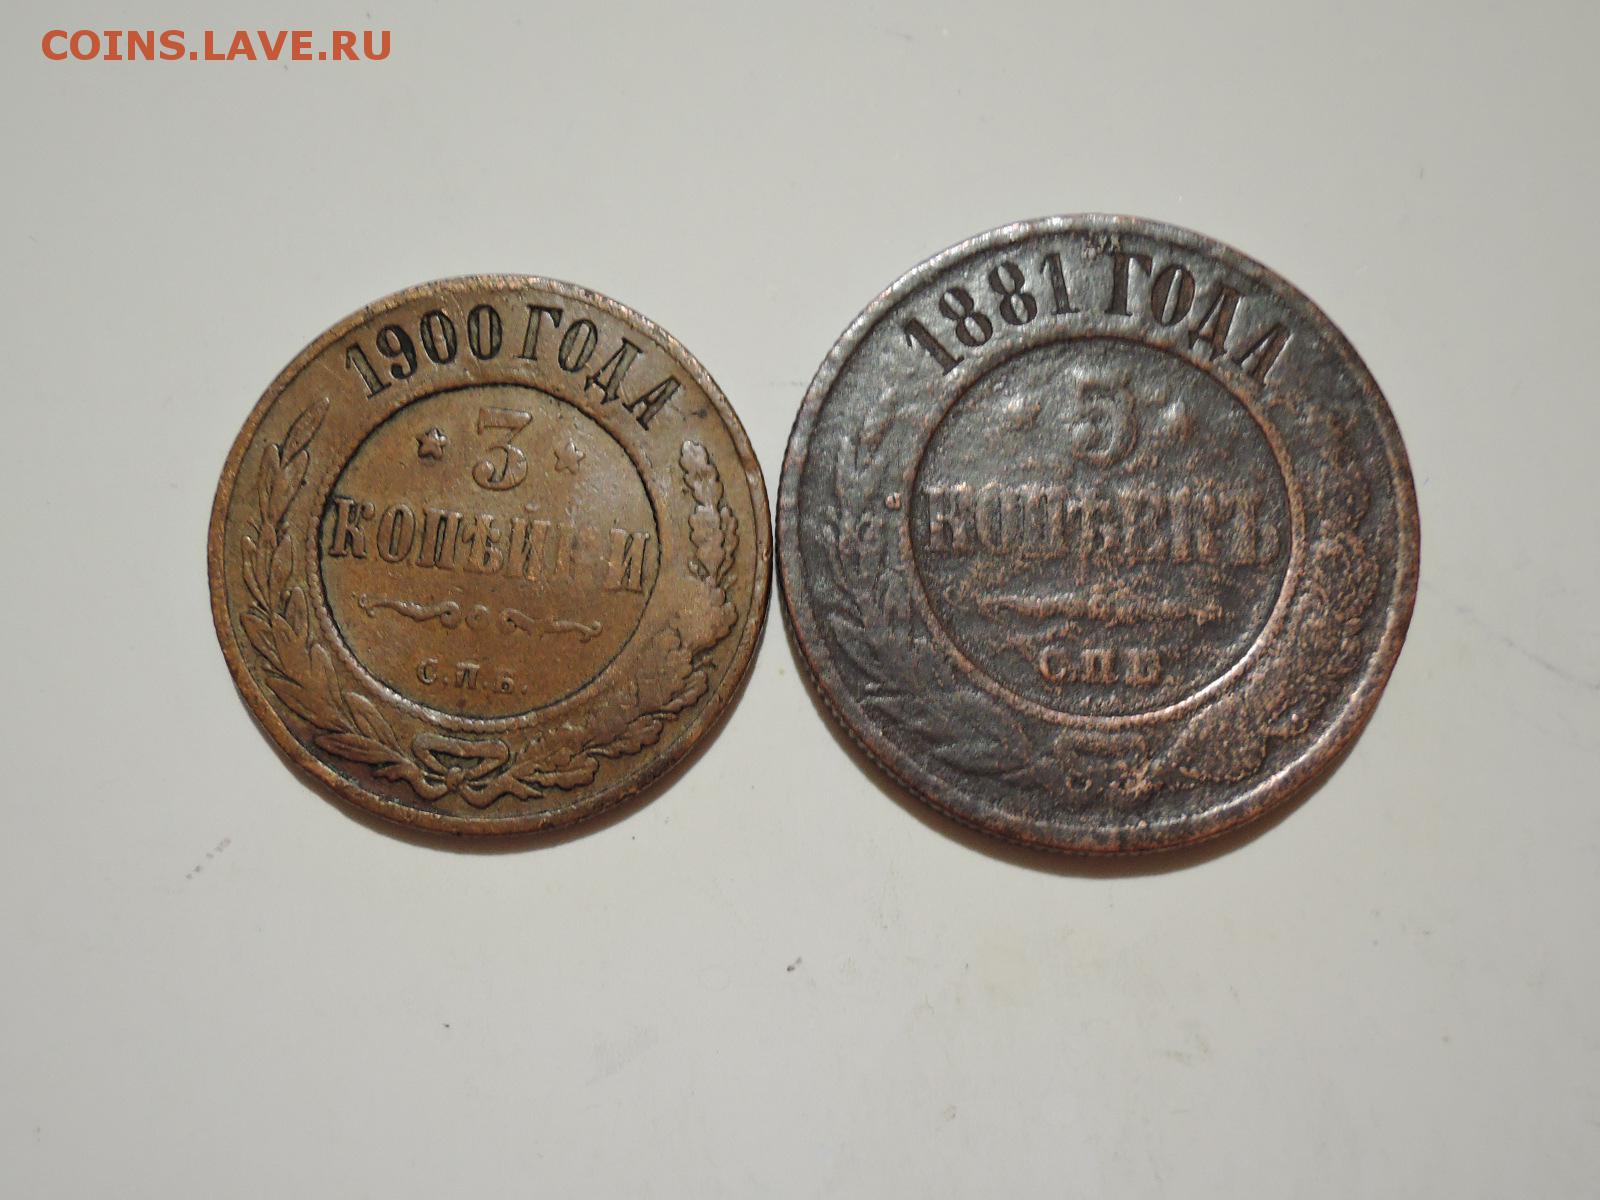 COINS.LAVE.RU
1900 ГОДА
3
КОПѢЙКИ
С.П.Б.
1881 ГОДА
5
КОПѢЕКЪ
С.П.Б.